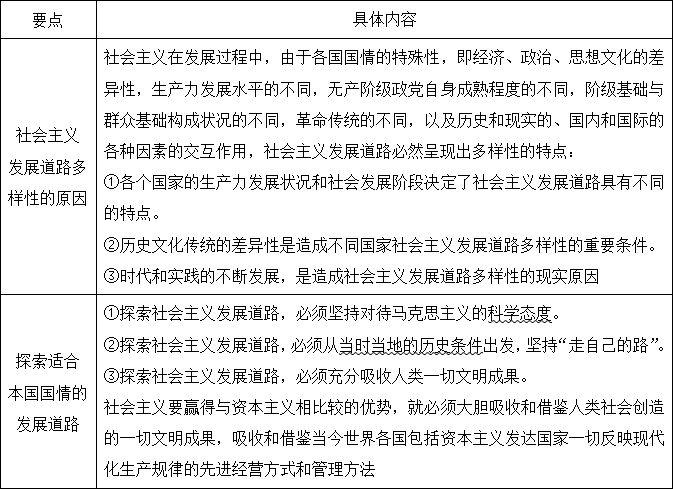 要点
具体内容
社会主义
发展道路多
样性的原因
社会主义在发展过程中，由于各国国情的特殊性，即经济、政治、思想文化的差
异性，生产力发展水平的不同，无产阶级政党自身成熟程度的不同，阶级基础与
群众基础构成状况的不同，革命传统的不同，以及历史和现实的、国内和国际的
各种因素的交互作用，社会主义发展道路必然呈现出多样性的特点：
①各个国家的生产力发展状况和社会发展阶段决定了社会主义发展道路具有不同
的特点。
②历史文化传统的差异性是造成不同国家社会主义发展道路多样性的重要条件。
③时代和实践的不断发展，是造成社会主义发展道路多样性的现实原因
探索适合
本国国情的
发展道路
①探索社会主义发展道路，必须坚持对待马克思主义的科学态度。
②探索社会主义发展道路，必须从当时当地的历史条件出发，坚持“走自己的路”。
③探索社会主义发展道路，必须充分吸收人类一切文明成果。
社会主义要赢得与资本主义相比较的优势，就必须大胆吸收和借鉴人类社会创造
的一切文明成果，吸收和借鉴当今世界各国包括资本主义发达国家一切反映现代
化生产规律的先进经营方式和管理方法